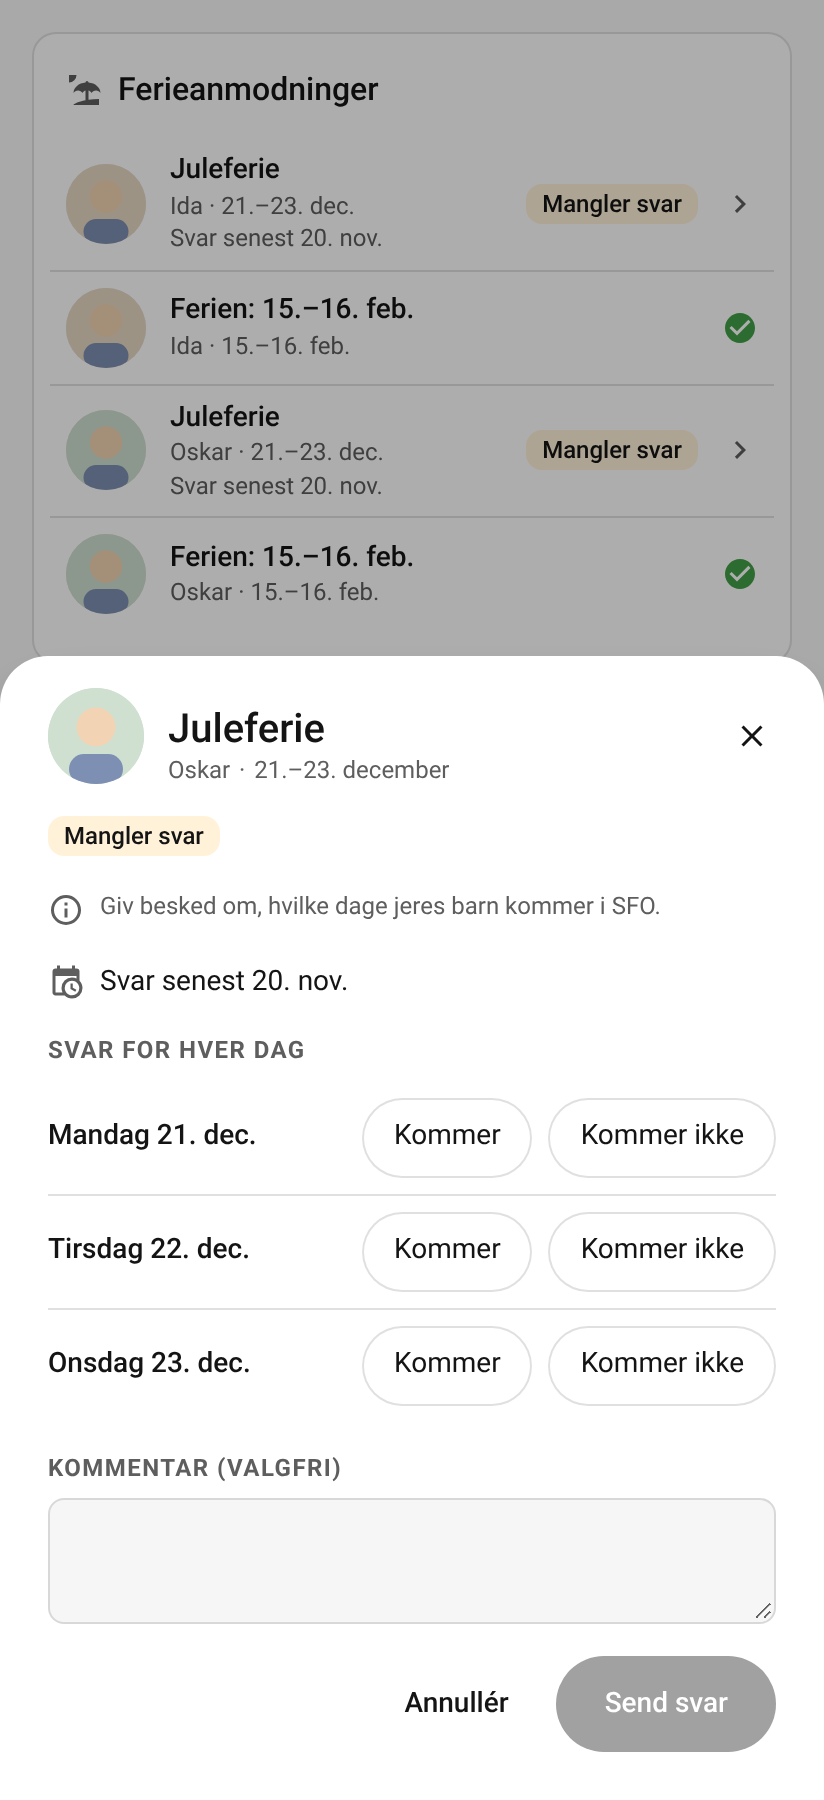 Ferieanmodninger
Juleferie
Ida · 21.–23. dec.
Svar senest 20. nov.
Mangler svar
Ferien: 15.–16. feb.
Ida · 15.–16. feb.
Juleferie
Oskar · 21.–23. dec.
Svar senest 20. nov.
Mangler svar
Ferien: 15.–16. feb.
Oskar · 15.–16. feb.
Juleferie
Oskar · 21.–23. december
Mangler svar
Giv besked om, hvilke dage jeres barn kommer i SFO.
Svar senest 20. nov.
SVAR FOR HVER DAG
Mandag 21. dec. Kommer Kommer ikke
Tirsdag 22. dec. Kommer Kommer ikke
Onsdag 23. dec. Kommer Kommer ikke
KOMMENTAR (VALGFRI)
Annullér Send svar